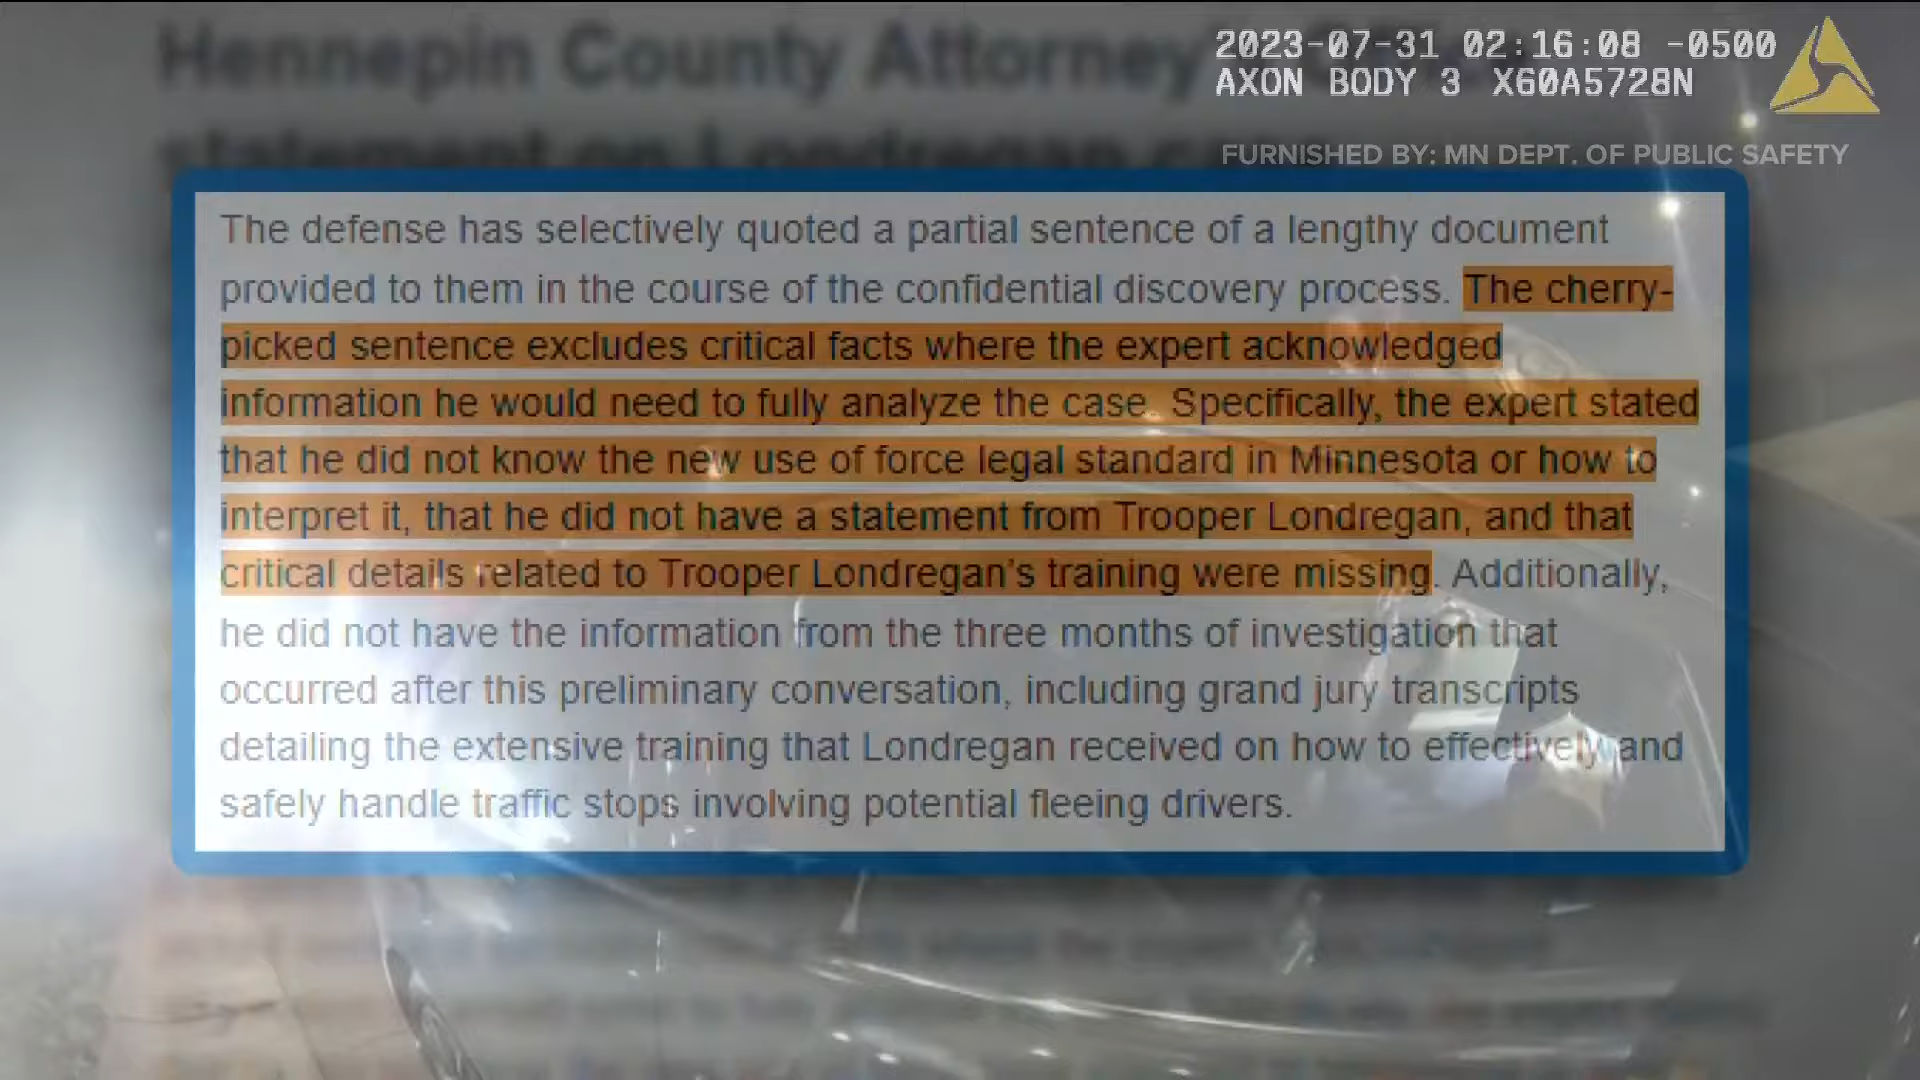 Hennepin County Attorney
2023-07-31 02:16:08 -0500
AXON BODY 3 X60A5728N
statement on Londregan
FURNISHED BY: MN DEPT. OF PUBLIC SAFETY
The defense has selectively quoted a partial sentence of a lengthy document
provided to them in the course of the confidential discovery process. The cherry-
picked sentence excludes critical facts where the expert acknowledged
information he would need to fully analyze the case. Specifically, the expert stated
that he did not know the new use of force legal standard in Minnesota or how to
interpret it, that he did not have a statement from Trooper Londregan, and that
critical details related to Trooper Londregan's training were missing. Additionally,
he did not have the information from the three months of investigation that
occurred after this preliminary conversation, including grand jury transcripts
detailing the extensive training that Londregan received on how to effectively and
safely handle traffic stops involving potential fleeing drivers.